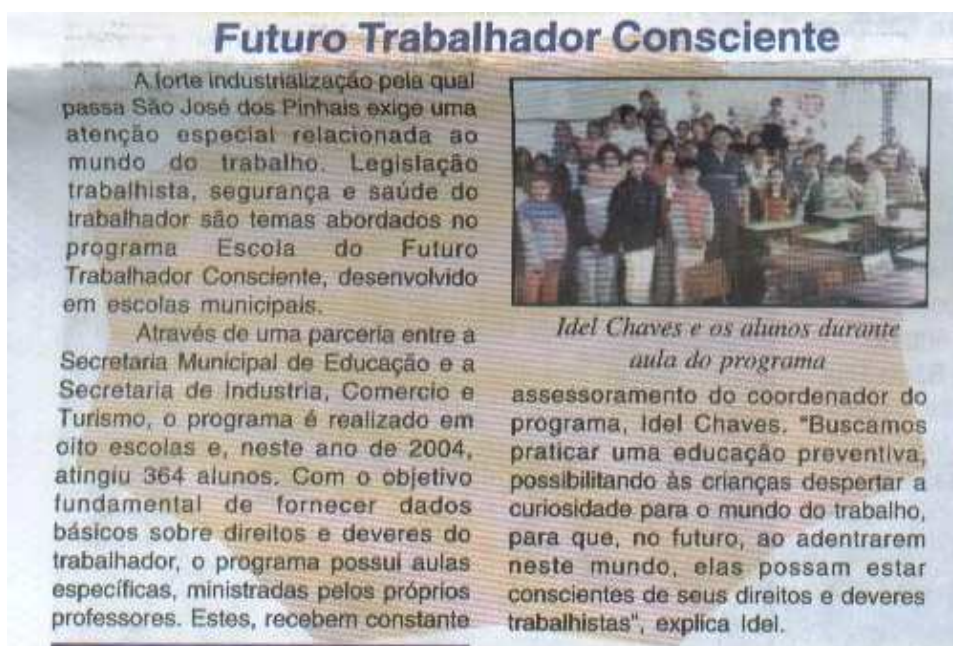 Futuro Trabalhador Consciente
A forte industrialização pela qual
passa São José dos Pinhais exige uma
atenção especial relacionada ao
mundo do trabalho. Legislação
trabalhista, segurança e saúde do
trabalhador são temas abordados no
programa Escola do Futuro
Trabalhador Consciente, desenvolvido
em escolas municipais.
Através de uma parceria entre a
Secretaria Municipal de Educação e a
Secretaria de Industria, Comercio e
Turismo, o programa é realizado em
oito escolas e, neste ano de 2004,
atingiu 364 alunos. Com o objetivo
fundamental de fornecer dados
básicos sobre direitos e deveres do
trabalhador, o programa possui aulas
específicas, ministradas pelos próprios
professores. Estes, recebem constante
Idel Chaves e os alunos durante
aula do programa
assessoramento do coordenador do
programa, Idel Chaves. "Buscamos
praticar uma educação preventiva,
possibilitando às crianças despertar a
curiosidade para o mundo do trabalho,
para que, no futuro, ao adentrarem
neste mundo, elas possam estar
conscientes de seus direitos e deveres
trabalhistas", explica Idel.